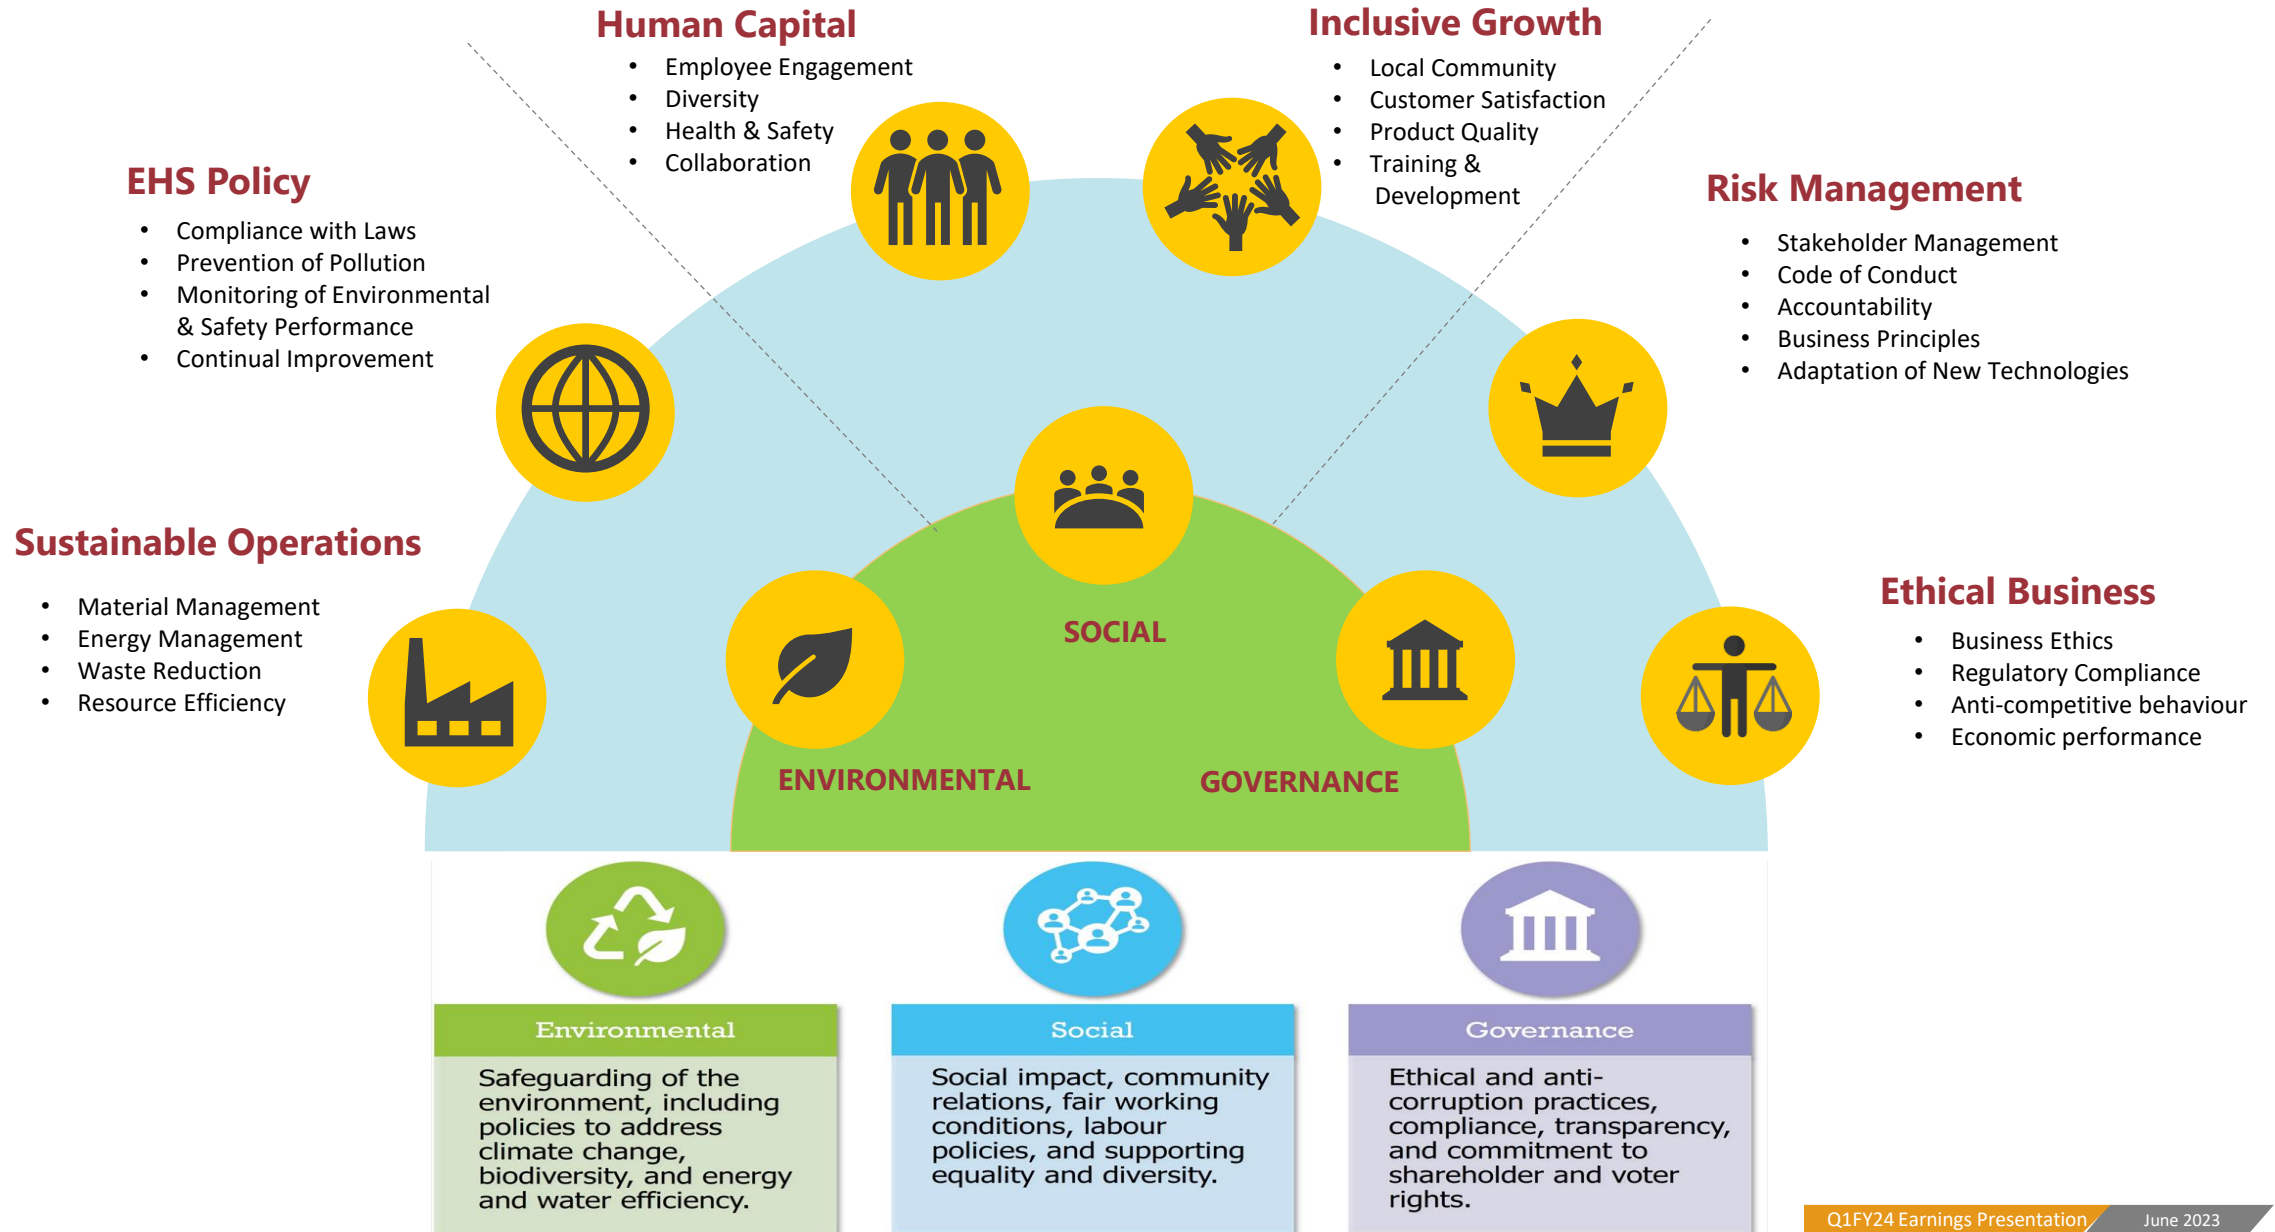 Human Capital
• Employee Engagement
• Diversity
• Health & Safety
• Collaboration
Inclusive Growth
• Local Community
• Customer Satisfaction
• Product Quality
• Training &
Development
EHS Policy
• Compliance with Laws
• Prevention of Pollution
• Monitoring of Environmental
& Safety Performance
• Continual Improvement
Risk Management
• Stakeholder Management
• Code of Conduct
• Accountability
• Business Principles
• Adaptation of New Technologies
Sustainable Operations
• Material Management
• Energy Management
• Waste Reduction
• Resource Efficiency
Ethical Business
• Business Ethics
• Regulatory Compliance
• Anti-competitive behaviour
• Economic performance
SOCIAL
ENVIRONMENTAL
GOVERNANCE
Environmental
Safeguarding of the
environment, including
policies to address
climate change,
biodiversity, and energy
and water efficiency.
Social
Social impact, community
relations, fair working
conditions, labour
policies, and supporting
equality and diversity.
Governance
Ethical and anti-
corruption practices,
compliance, transparency,
and commitment to
shareholder and voter
rights.
Q1FY24 Earnings Presentation
June 2023